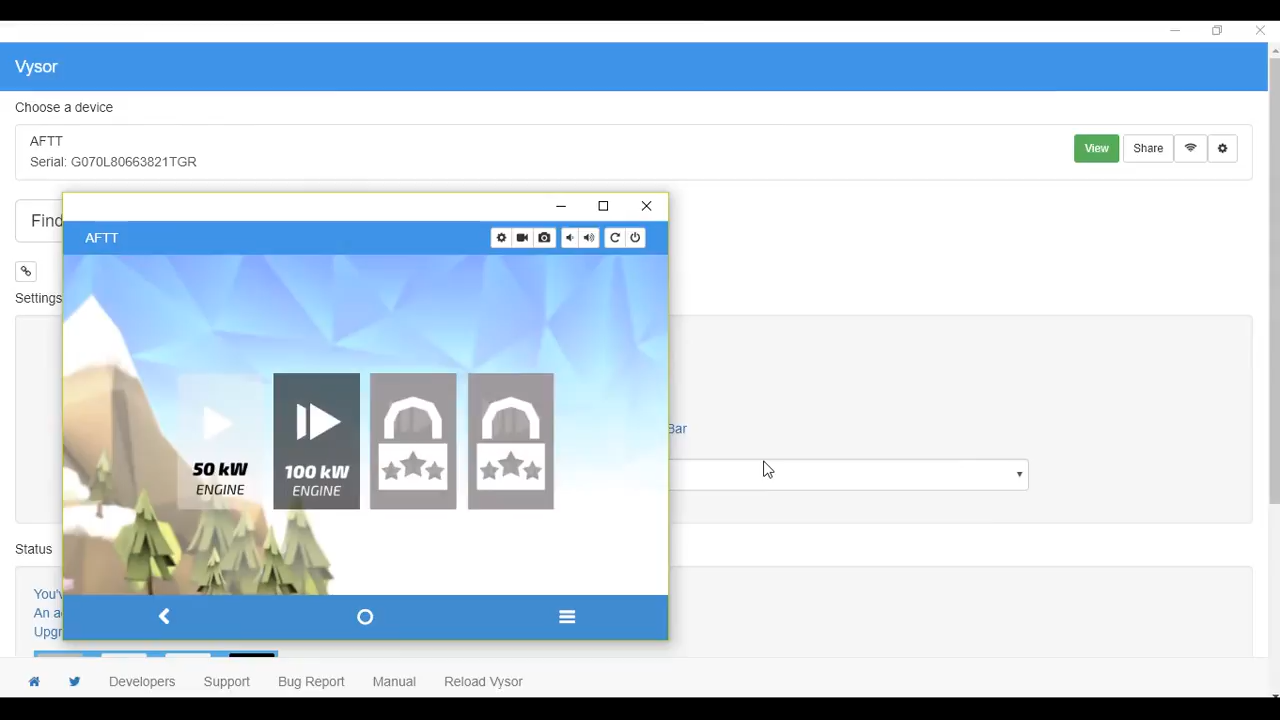 Vysor
Choose a device
AFTT
Serial: G070L80663821TGR
View
Share
Find
AFTT
Settings
50 kW
ENGINE
100 kW
ENGINE
Bar
Status
You'v
An a
Upgr
Developers
Support
Bug Report
Manual
Reload Vysor